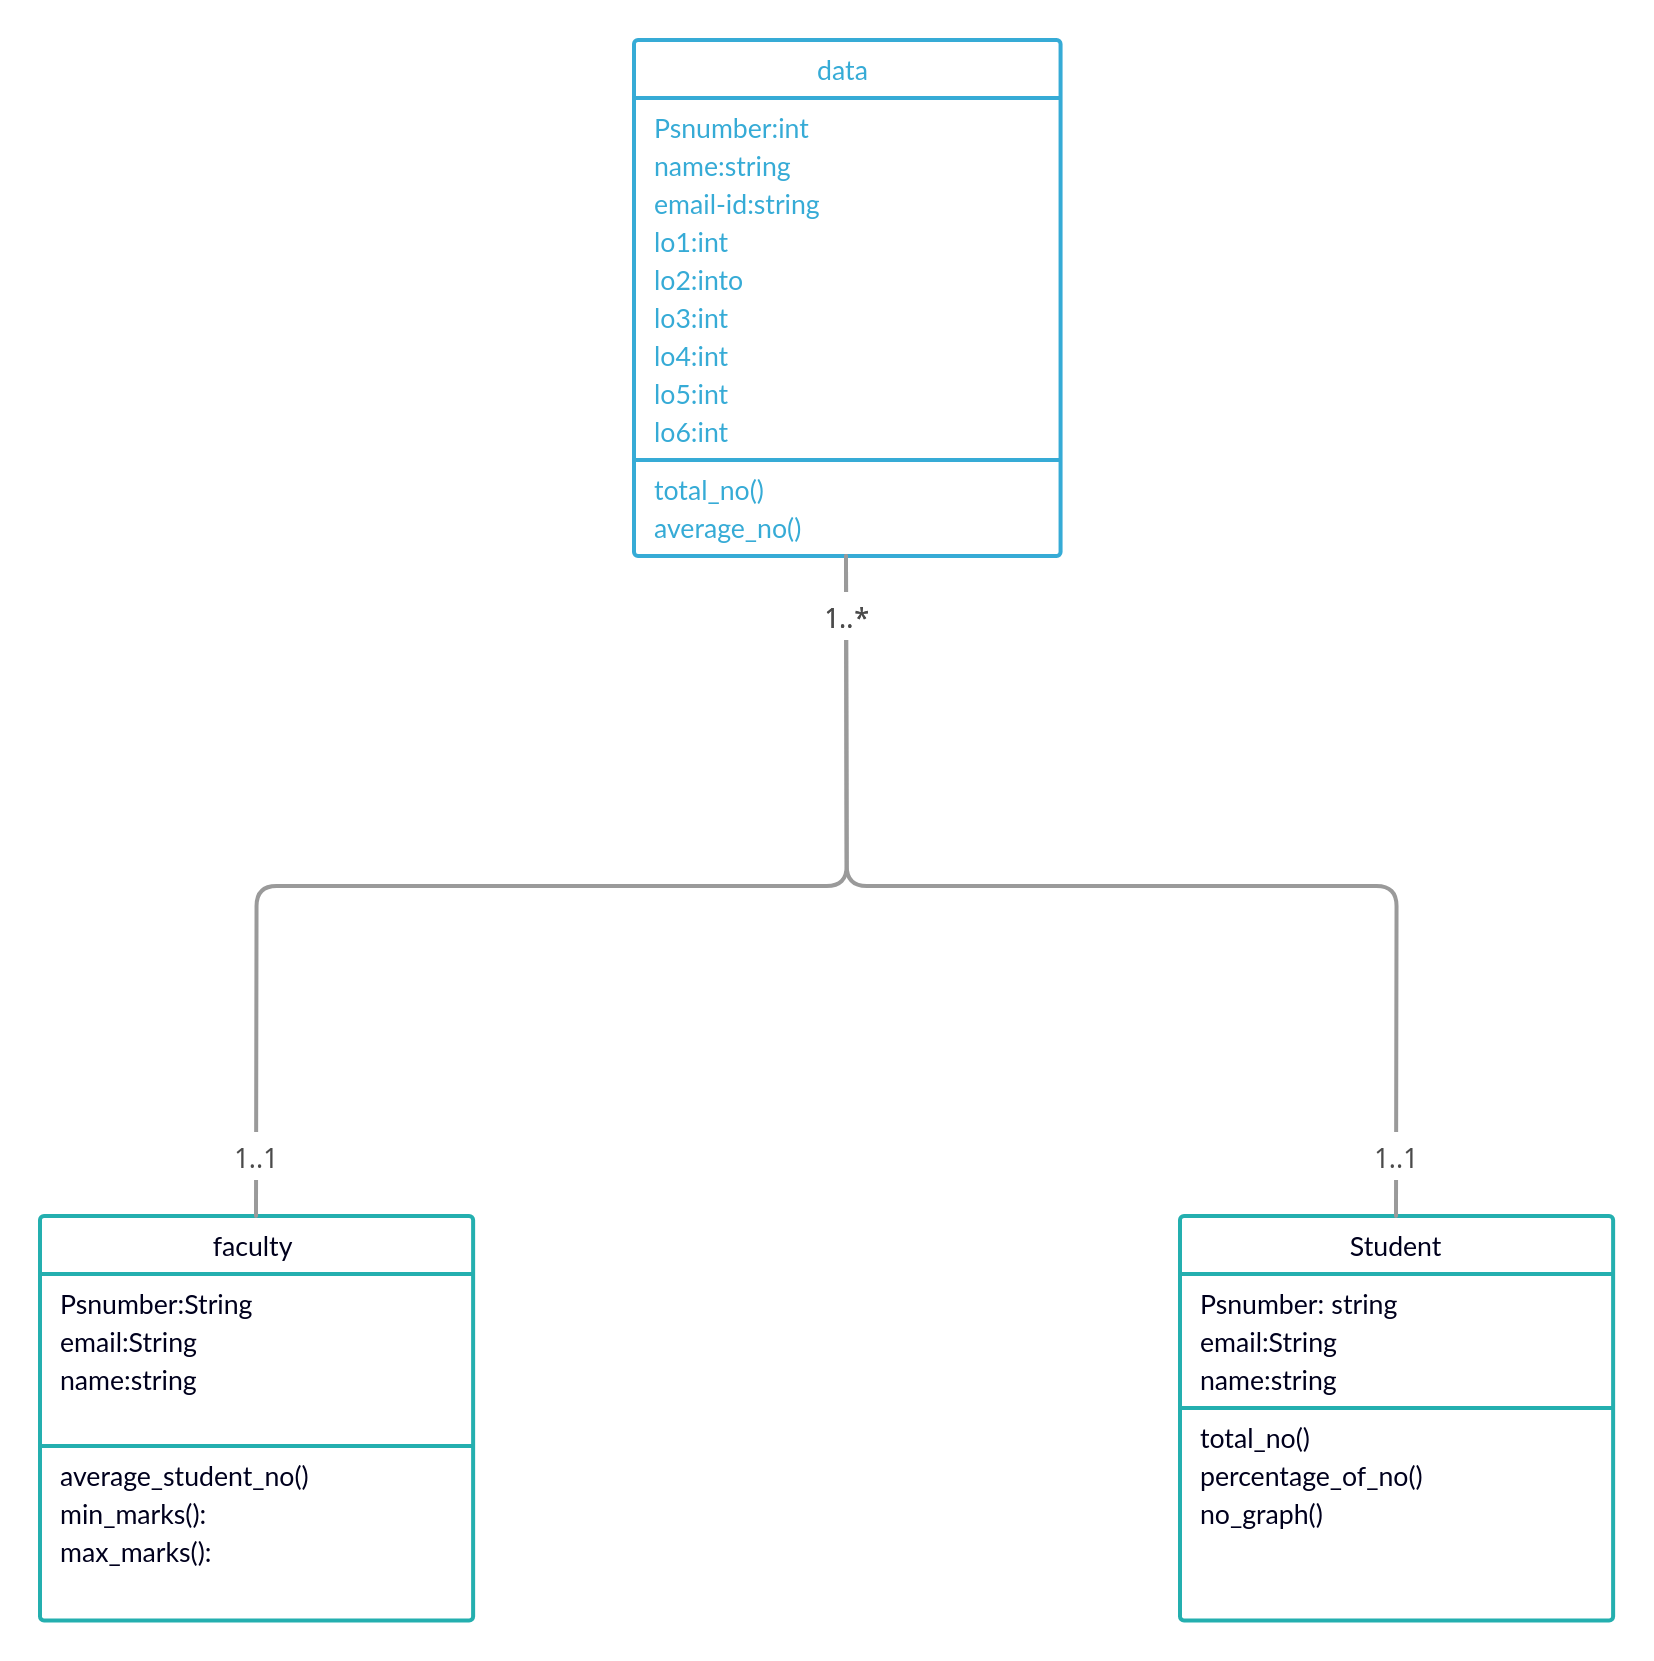 data
Psnumber:int
name:string
email-id:string
lo1:int
lo2:into
lo3:int
lo4:int
lo5:int
lo6:int
total_no()
average_no()
1..*
1..1
1..1
faculty
Psnumber:String
email:String
name:string
average_student_no()
min_marks():
max_marks():
Student
Psnumber: string
email:String
name:string
total_no()
percentage_of_no()
no_graph()